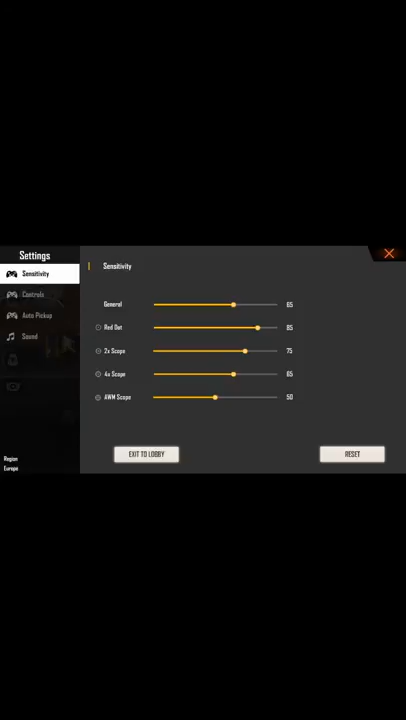 Settings
Sensitivity
Sensitivity
Controls
General 65
Auto Pickup
Red Dot 85
Sound
2x Scope 75
4x Scope 65
AWM Scope 50
EXIT TO LOBBY
RESET
Region
Europe